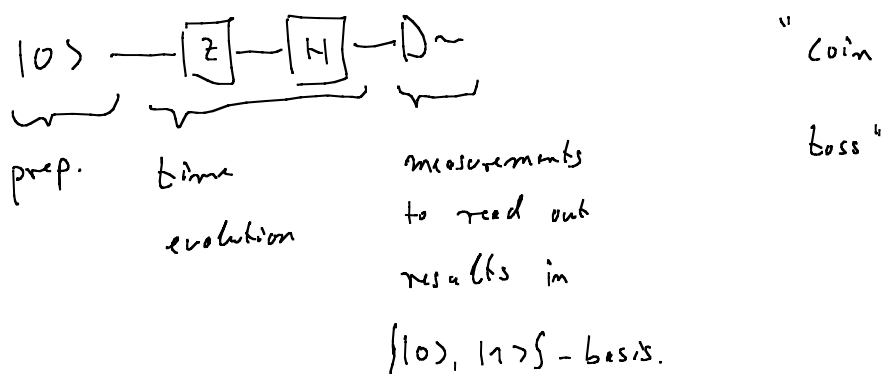 |0> — Z — H — D~
" coin
toss "
prep. time measurements
evolution to read out
results in
{|0>, |1>} - basis.